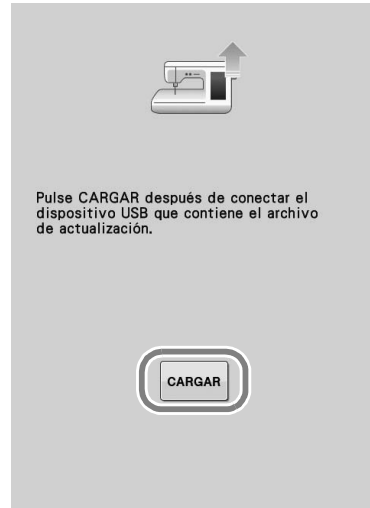 Pulse CARGAR después de conectar el
dispositivo USB que contiene el archivo
de actualización.
CARGAR